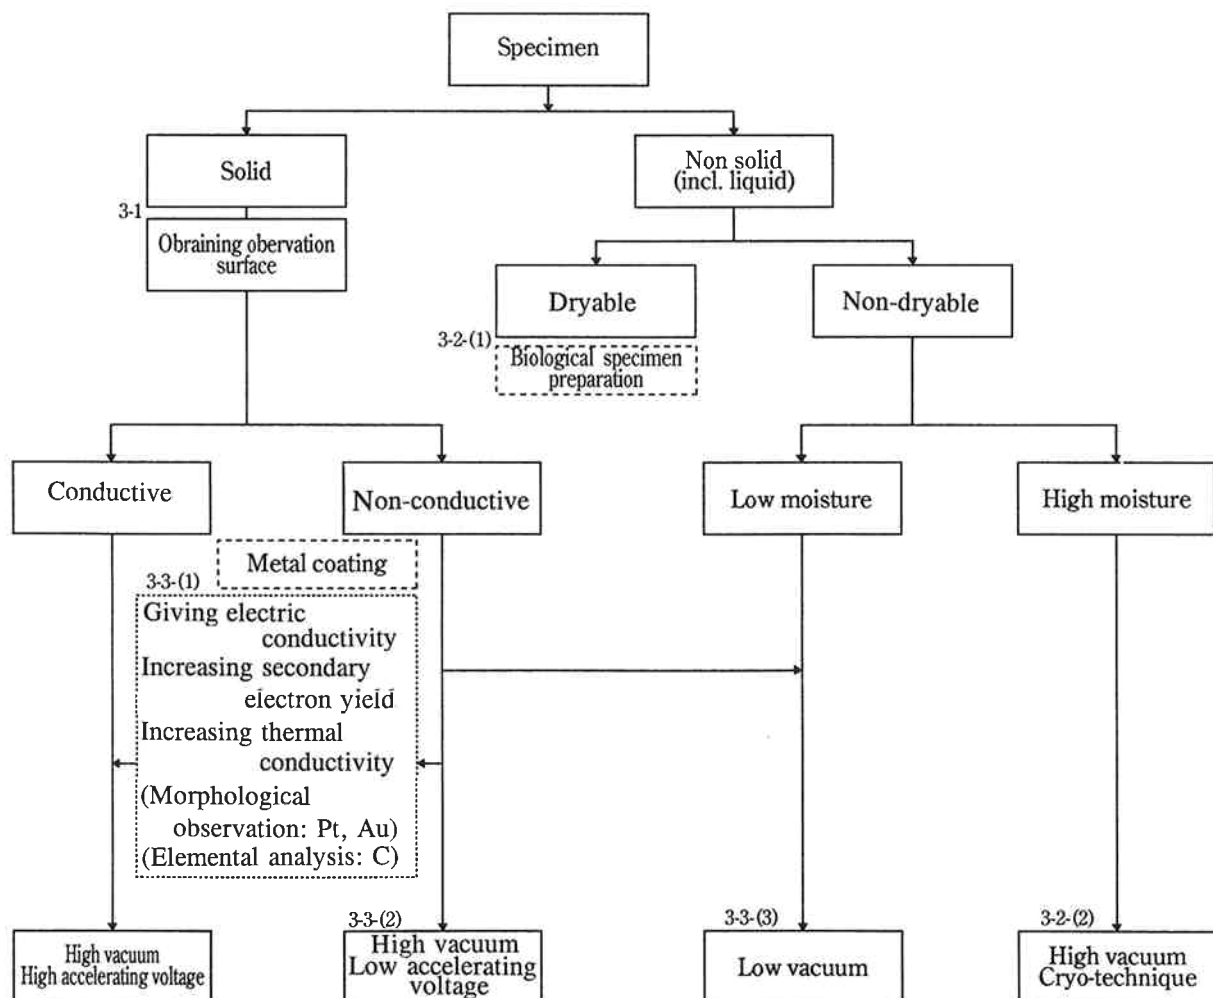 Specimen
Solid
Non solid
(incl. liquid)
3-1
Obraining obervation
surface
Dryable
Non-dryable
3-2-(1)
Biological specimen
preparation
Conductive
Non-conductive
Low moisture
High moisture
Metal coating
3-3-(1)
Giving electric
conductivity
Increasing secondary
electron yield
Increasing thermal
conductivity
(Morphological
observation: Pt, Au)
(Elemental analysis: C)
3-3-(2)
3-3-(3)
3-2-(2)
High vacuum
High accelerating voltage
High vacuum
Low accelerating
voltage
Low vacuum
High vacuum
Cryo-technique